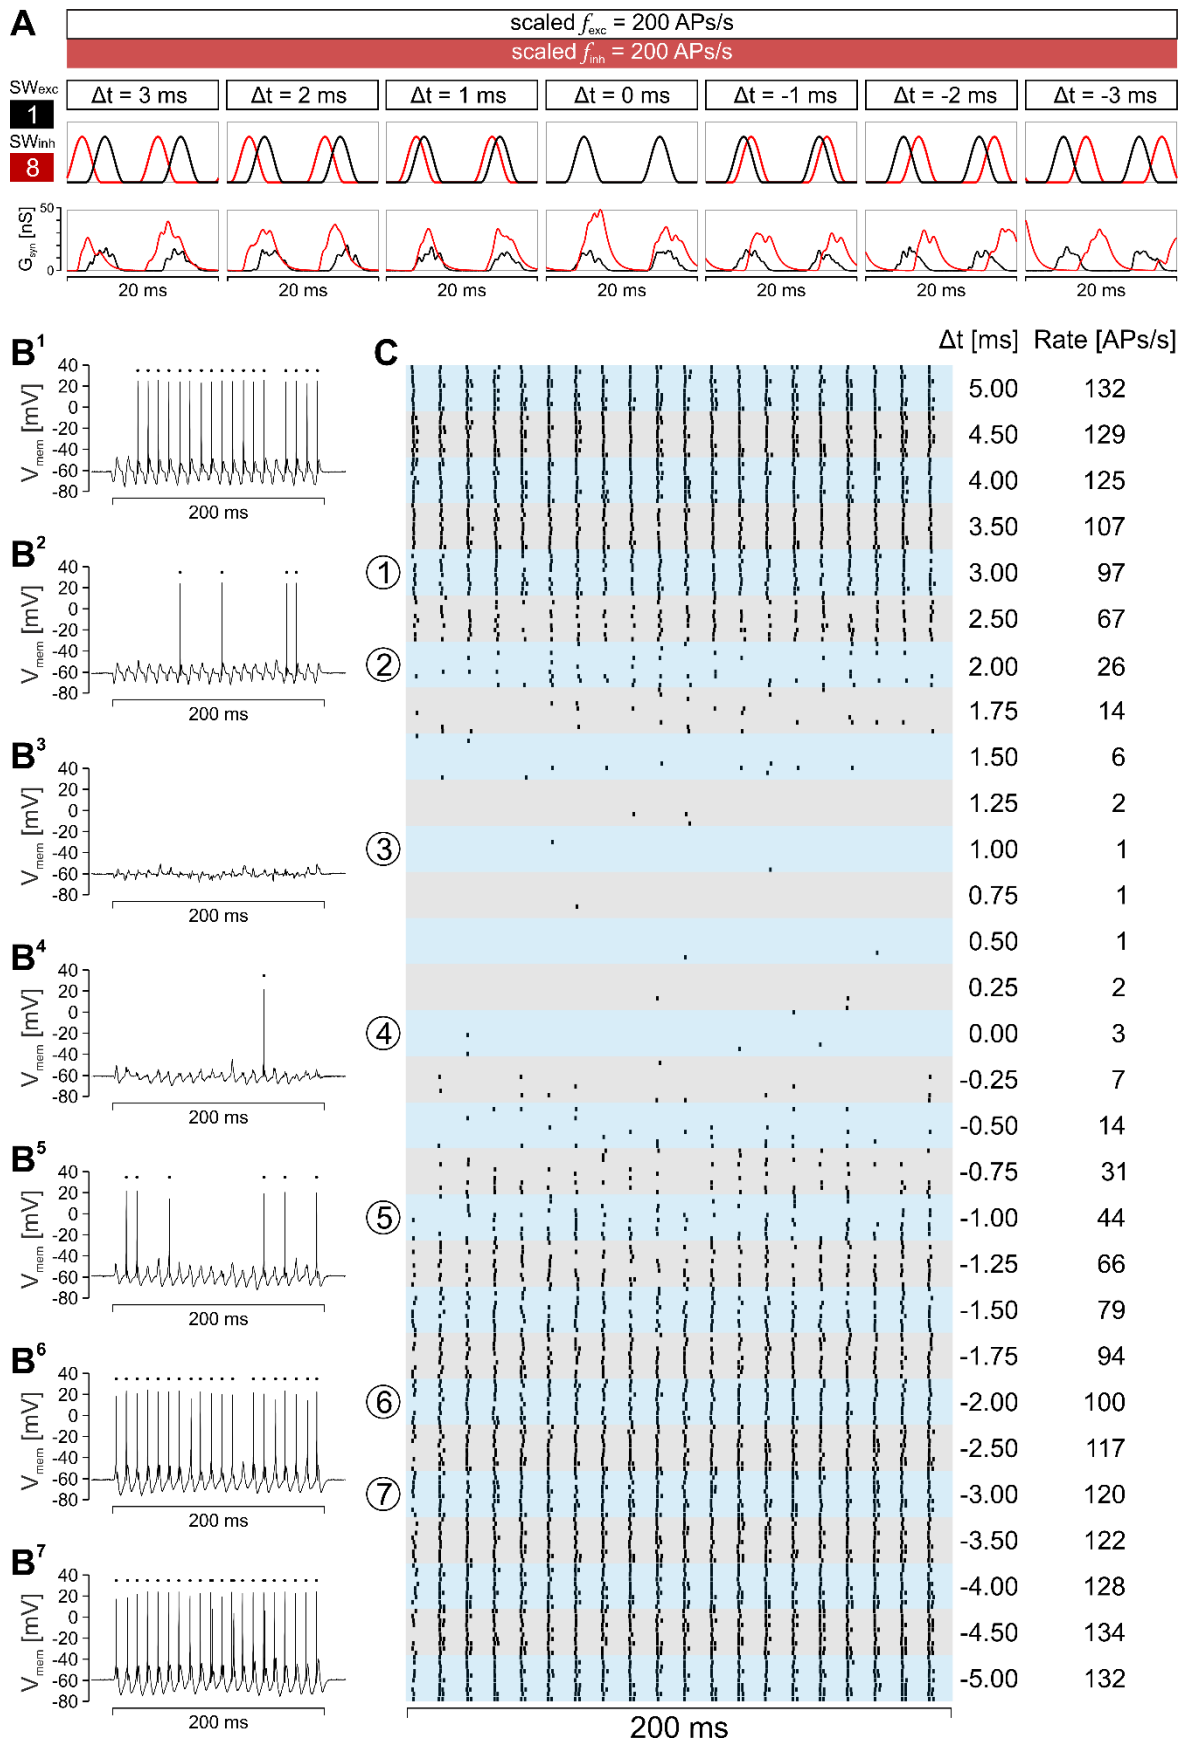 A
scaled fexc = 200 APs/s
scaled finh = 200 APs/s
SWexc
1
SWinh
8
Δt = 3 ms
Δt = 2 ms
Δt = 1 ms
Δt = 0 ms
Δt = -1 ms
Δt = -2 ms
Δt = -3 ms
Gsyn [nS]
50
0
20 ms
20 ms
20 ms
20 ms
20 ms
20 ms
20 ms
B1
Vmem [mV]
40
20
0
-20
-40
-60
-80
200 ms
B2
Vmem [mV]
40
20
0
-20
-40
-60
-80
200 ms
B3
Vmem [mV]
40
20
0
-20
-40
-60
-80
200 ms
B4
Vmem [mV]
40
20
0
-20
-40
-60
-80
200 ms
B5
Vmem [mV]
40
20
0
-20
-40
-60
-80
200 ms
B6
Vmem [mV]
40
20
0
-20
-40
-60
-80
200 ms
B7
Vmem [mV]
40
20
0
-20
-40
-60
-80
200 ms
C
Δt [ms] Rate [APs/s]
5.00 132
4.50 129
4.00 125
3.50 107
1 3.00 97
2.50 67
2 2.00 26
1.75 14
1.50 6
1.25 2
3 1.00 1
0.75 1
0.50 1
0.25 2
4 0.00 3
-0.25 7
-0.50 14
-0.75 31
5 -1.00 44
-1.25 66
-1.50 79
-1.75 94
6 -2.00 100
-2.50 117
7 -3.00 120
-3.50 122
-4.00 128
-4.50 134
-5.00 132
200 ms